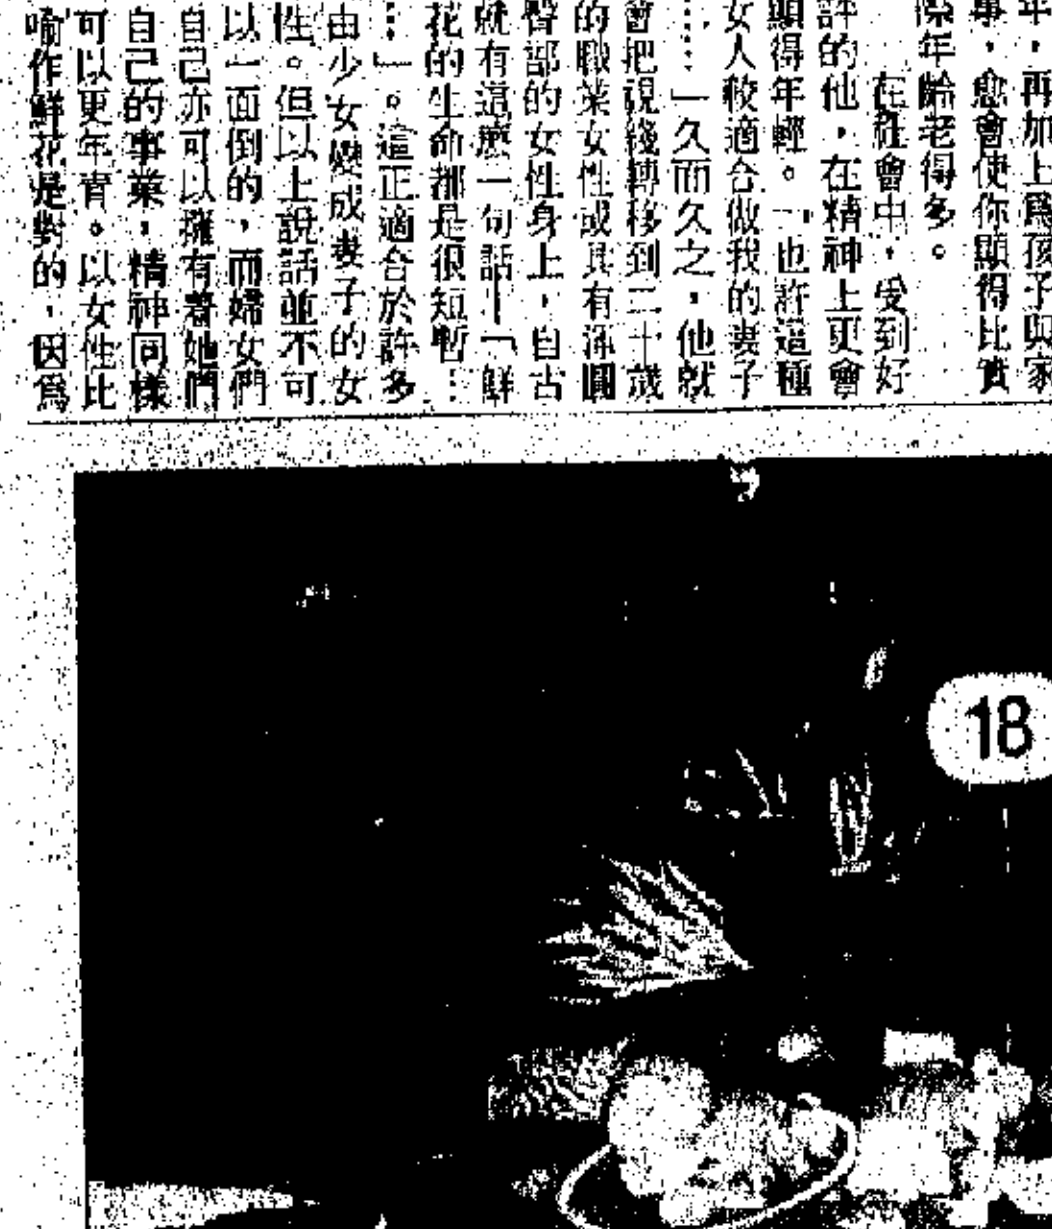 年，再加上爲孩子與家
事，愈會使你顯得比實
際年齡老得多。
在社會中，受到好
評的他，在精神上更會
顯得年輕。「也許這種
女人較適合做我的妻子
……」久而久之，他就
會把視綫轉移到二十歲
的職業女性或具有渾圓
臀部的女性身上，自古
就有這麽一句話—「鮮
花的生命都是很短暫…
…」。這正適合於許多
由少女變成妻子的女
性。但以上說話並不可
以一面倒的，而婦女們
自己亦可以擁有着她們
自己的事業，精神同樣
可以更年青。以女性比
喻作鮮花是對的，因爲
18